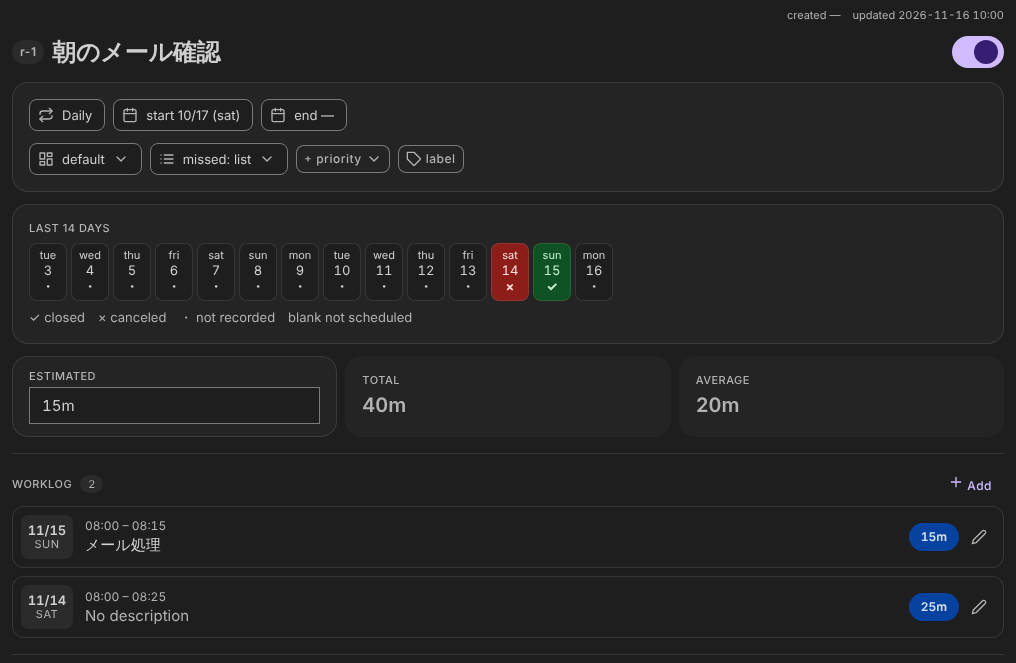 created — updated 2026-11-16 10:00
r-1 朝のメール確認
Daily start 10/17 (sat) end —
default missed: list + priority label
LAST 14 DAYS
tue wed thu fri sat sun mon tue wed thu fri sat sun mon
3 4 5 6 7 8 9 10 11 12 13 14 15 16
• • • • • • • • • • • × ✓ •
✓ closed × canceled · not recorded blank not scheduled
ESTIMATED
15m
TOTAL
40m
AVERAGE
20m
WORKLOG 2
+ Add
11/15
SUN
08:00 – 08:15
メール処理
15m
11/14
SAT
08:00 – 08:25
No description
25m